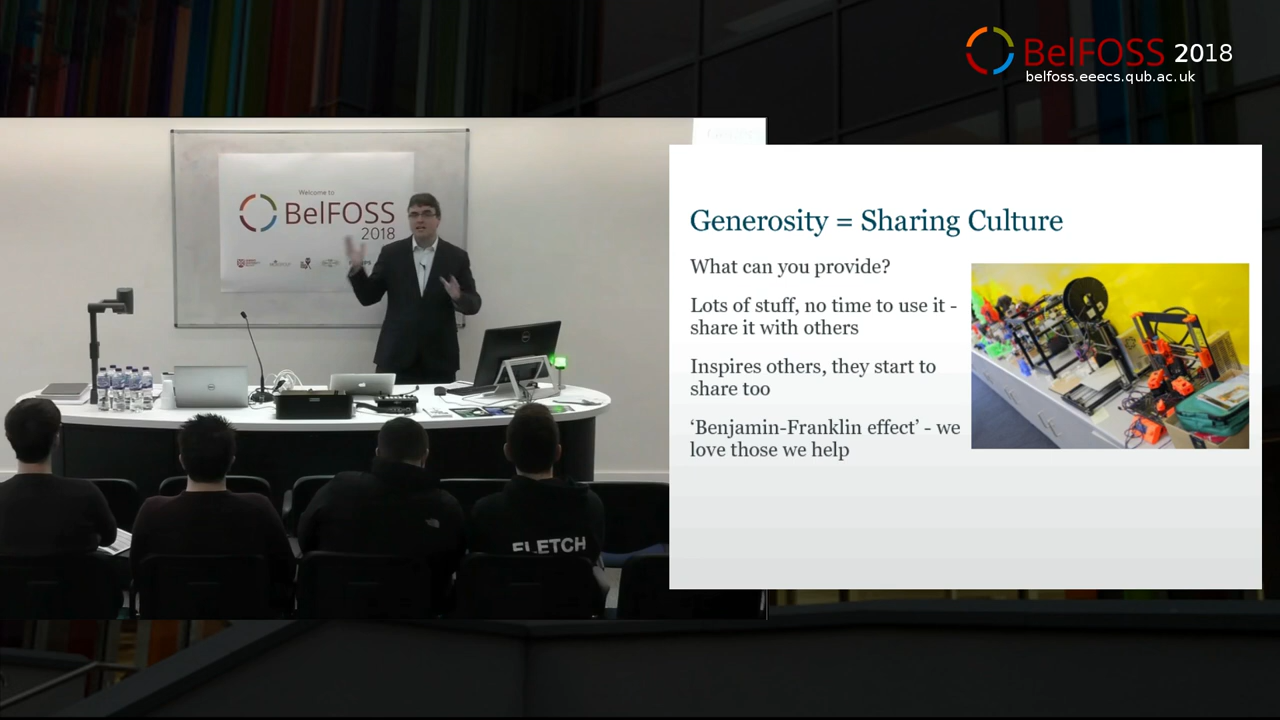 BelFOSS 2018
belfoss.eeecs.qub.ac.uk
Welcome to
BelFOSS
2018
Generosity = Sharing Culture
What can you provide?
Lots of stuff, no time to use it -
share it with others
Inspires others, they start to
share too
‘Benjamin-Franklin effect’ - we
love those we help
FLETCH